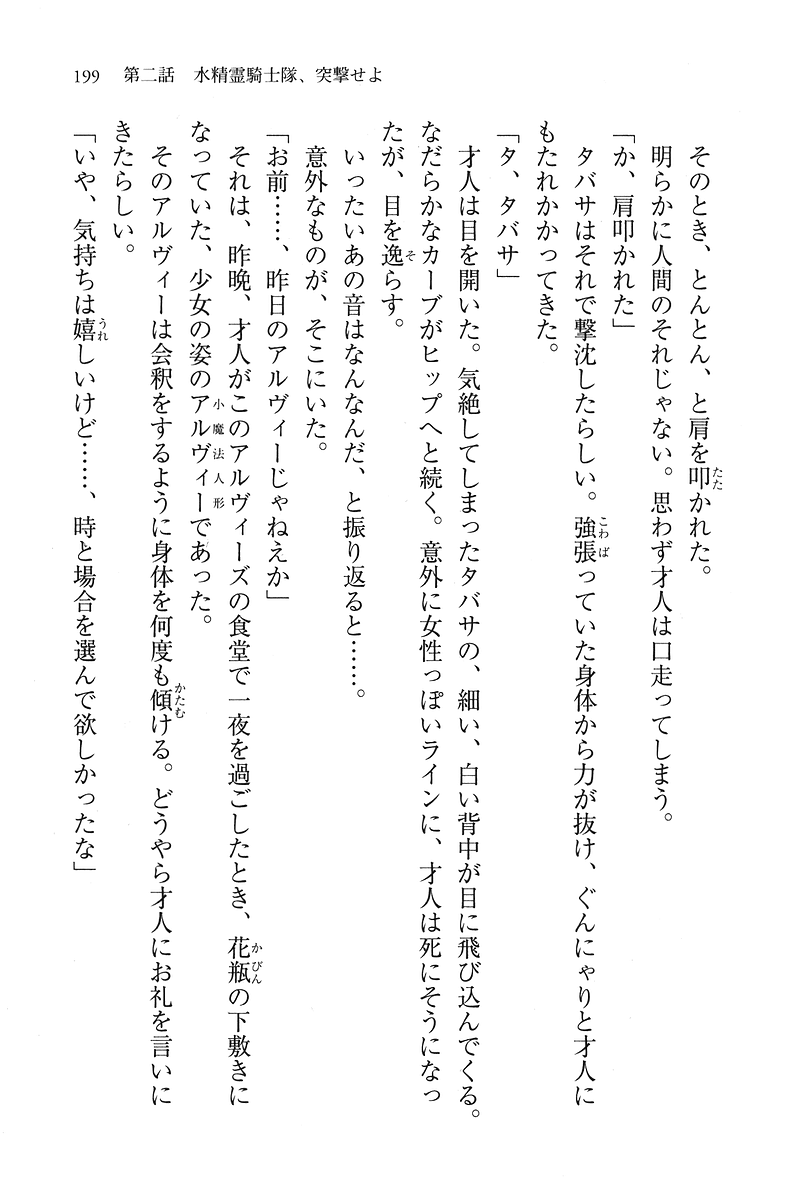 199 第二話 水精霊騎士隊、突撃せよ
そのとき、とんとん、と肩を叩かれた。
明らかに人間のそれじゃない。思わず才人は口走ってしまう。
「か、肩叩かれた」
タバサはそれで撃沈したらしい。強張っていた身体から力が抜け、ぐんにゃりと才人に
もたれかかってきた。
「タ、タバサ」
才人は目を開いた。気絶してしまったタバサの、細い、白い背中が目に飛び込んでくる。
なだらかなカーブがヒップへと続く。意外に女性っぽいラインに、才人は死にそうになっ
たが、目を逸らす。
いったいあの音はなんなんだ、と振り返ると……。
意外なものが、そこにいた。
「お前……、昨日のアルヴィーじゃねえか」
それは、昨晩、才人がこのアルヴィーズの食堂で一夜を過ごしたとき、花瓶の下敷きに
なっていた、少女の姿のアルヴィーであった。
そのアルヴィーは会釈をするように身体を何度も傾ける。どうやら才人にお礼を言いに
きたらしい。
「いや、気持ちは嬉しいけど……、時と場合を選んで欲しかったな」